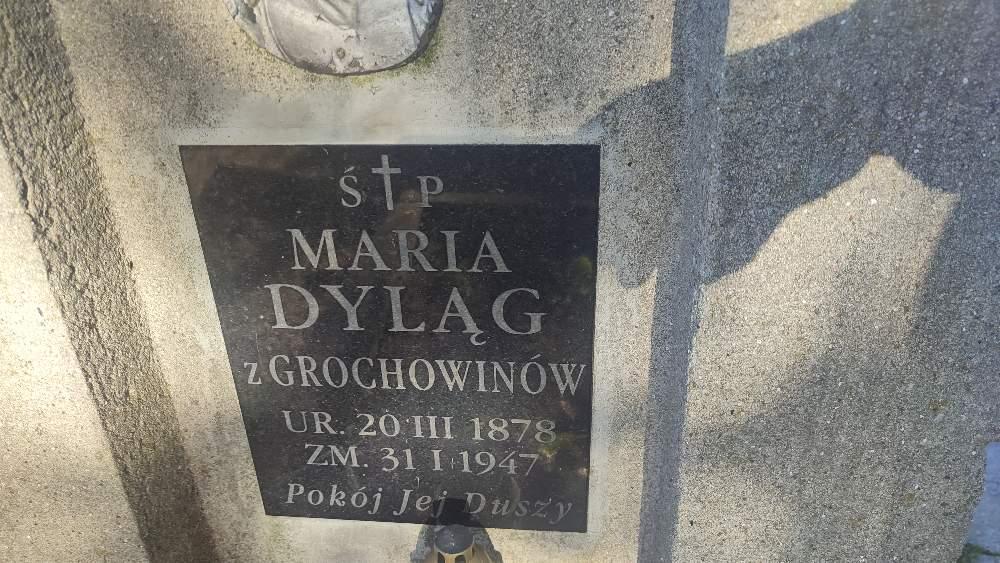 Ś†P
MARIA
DYLĄG
z GROCHOWINÓW
UR. 20 III 1878
ZM. 31 I 1947
Pokój Jej Duszy